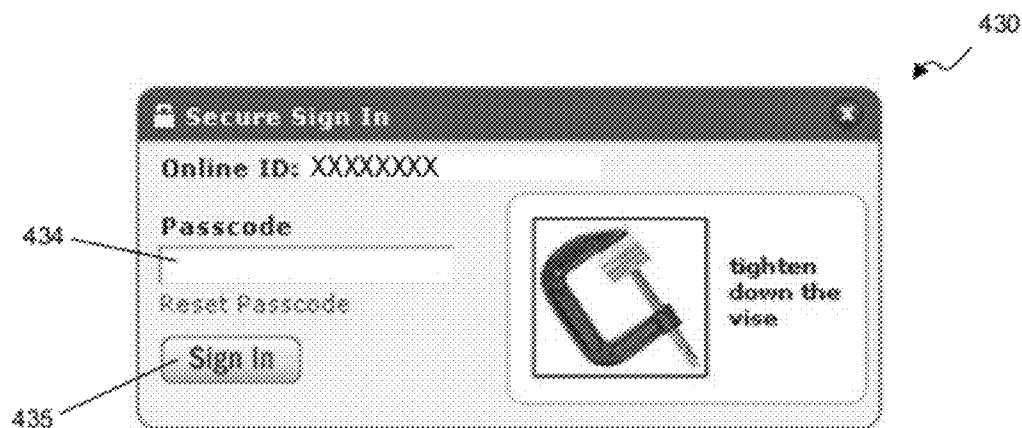 430
Secure Sign In
x
Online ID: XXXXXXXX
Passcode
434
Reset Passcode
Sign In
435
tighten
down the
vise